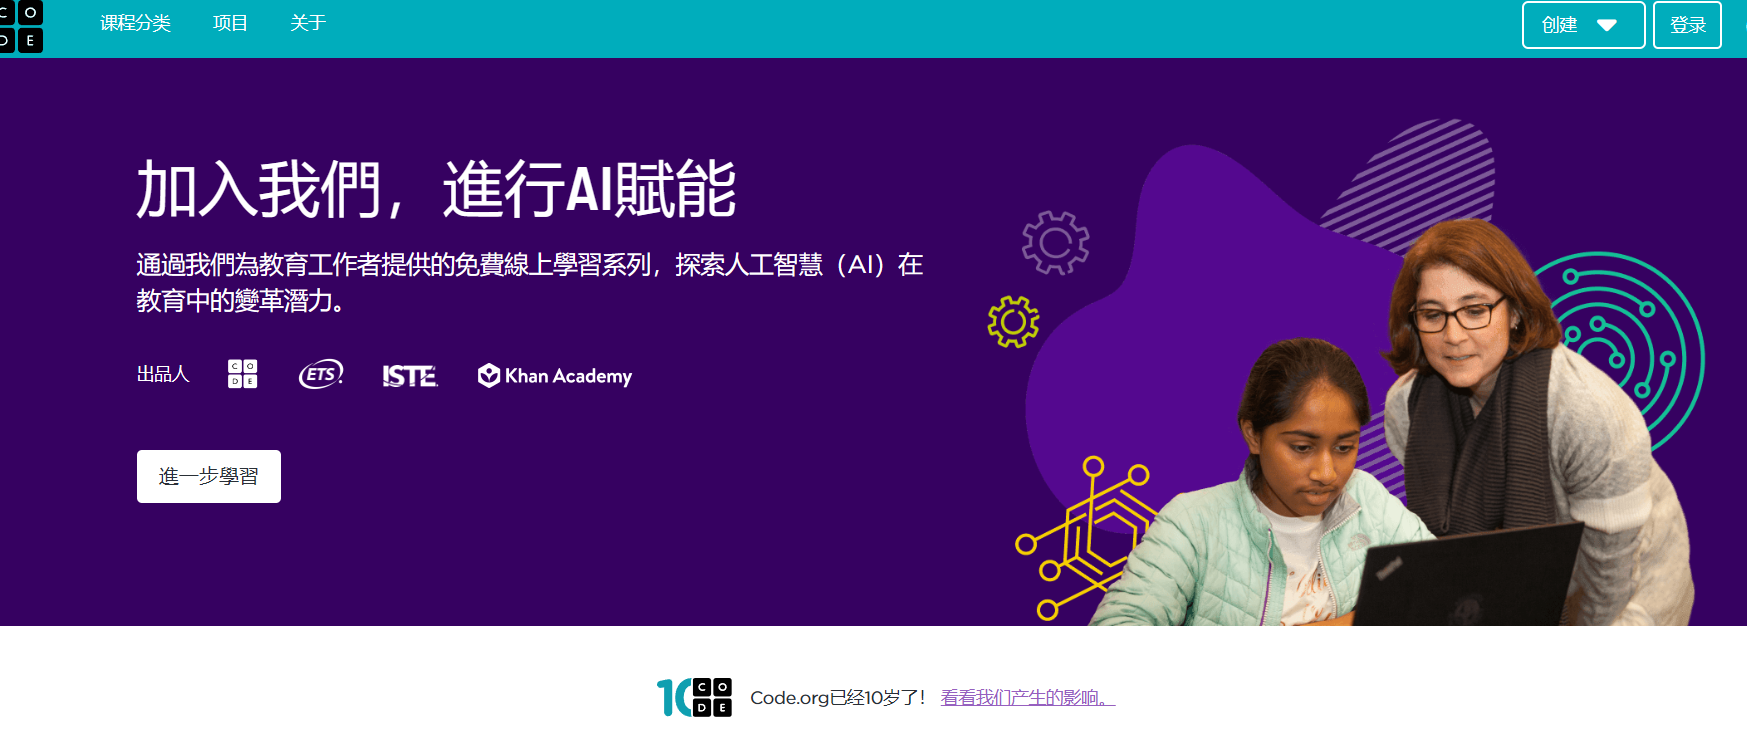 CODE
课程分类 项目 关于 创建 登录
加入我們，進行AI賦能
通過我們為教育工作者提供的免費線上學習系列，探索人工智慧（AI）在
教育中的變革潛力。
出品人 CODE ETS ISTE Khan Academy
進一步學習
10 CODE Code.org已经10岁了！ 看看我们产生的影响。